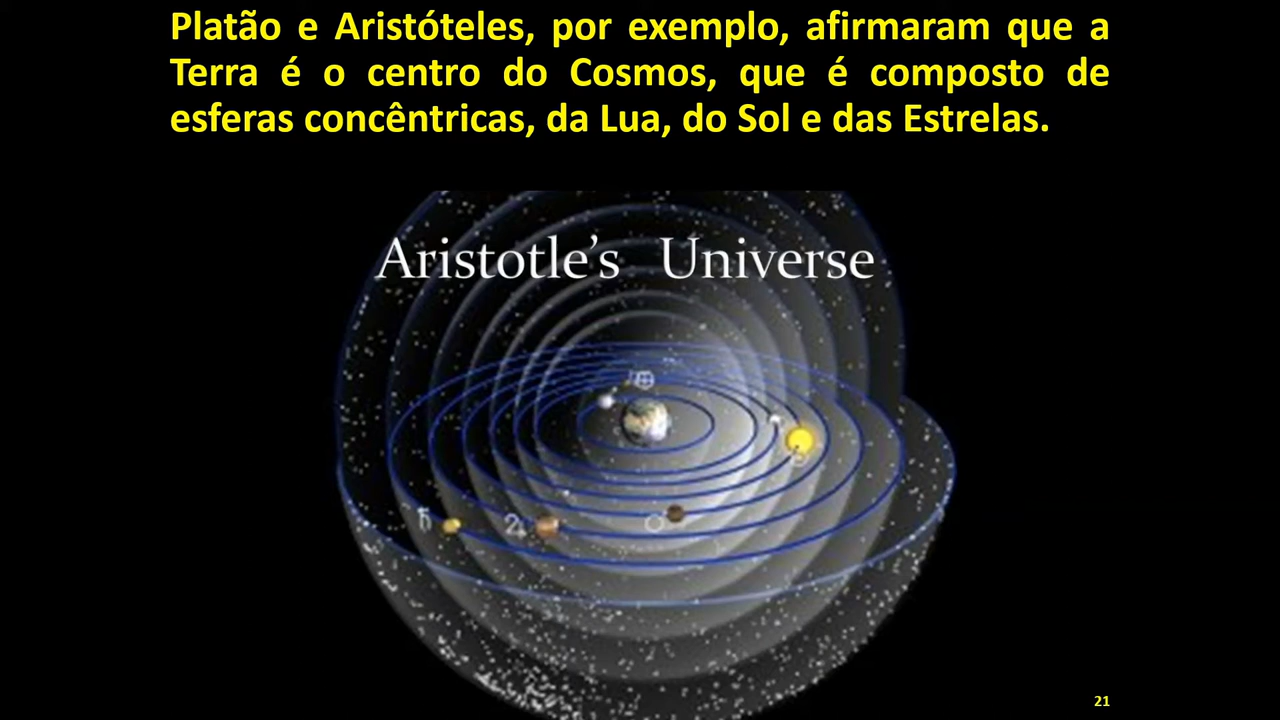 Platão e Aristóteles, por exemplo, afirmaram que a
Terra é o centro do Cosmos, que é composto de
esferas concêntricas, da Lua, do Sol e das Estrelas.
Aristotle’s Universe
21